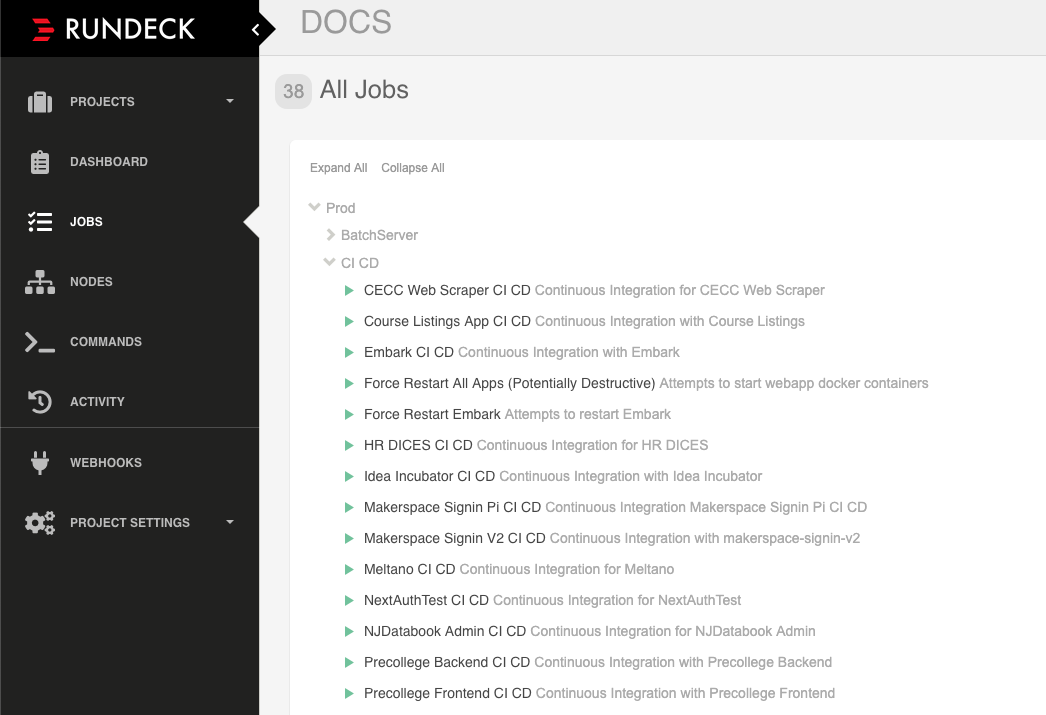 RUNDECK
DOCS
38 All Jobs
PROJECTS
DASHBOARD
JOBS
NODES
COMMANDS
ACTIVITY
WEBHOOKS
PROJECT SETTINGS
Expand All Collapse All
Prod
BatchServer
CI CD
CECC Web Scraper CI CD Continuous Integration for CECC Web Scraper
Course Listings App CI CD Continuous Integration with Course Listings
Embark CI CD Continuous Integration with Embark
Force Restart All Apps (Potentially Destructive) Attempts to start webapp docker containers
Force Restart Embark Attempts to restart Embark
HR DICES CI CD Continuous Integration for HR DICES
Idea Incubator CI CD Continuous Integration with Idea Incubator
Makerspace Signin Pi CI CD Continuous Integration Makerspace Signin Pi CI CD
Makerspace Signin V2 CI CD Continuous Integration with makerspace-signin-v2
Meltano CI CD Continuous Integration for Meltano
NextAuthTest CI CD Continuous Integration for NextAuthTest
NJDatabook Admin CI CD Continuous Integration for NJDatabook Admin
Precollege Backend CI CD Continuous Integration with Precollege Backend
Precollege Frontend CI CD Continuous Integration with Precollege Frontend